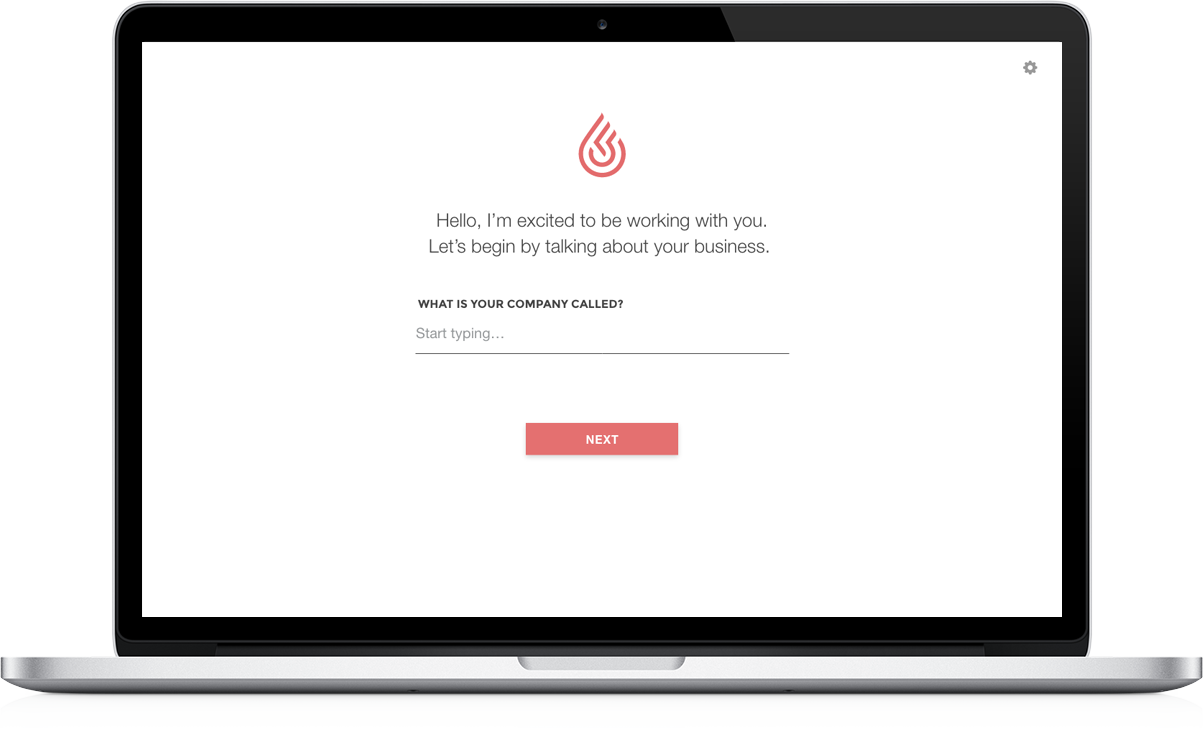 Hello, I’m excited to be working with you.
Let’s begin by talking about your business.
WHAT IS YOUR COMPANY CALLED?
Start typing…
NEXT